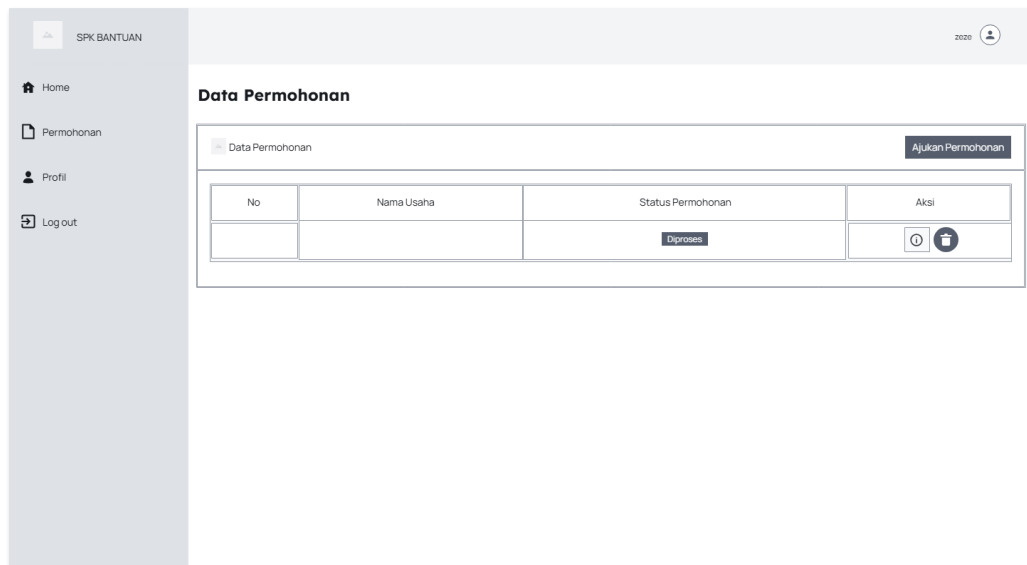 SPK BANTUAN
zeze
Home
Permohonan
Profil
Log out
Data Permohonan
Data Permohonan
Ajukan Permohonan
No Nama Usaha Status Permohonan Aksi
Diproses